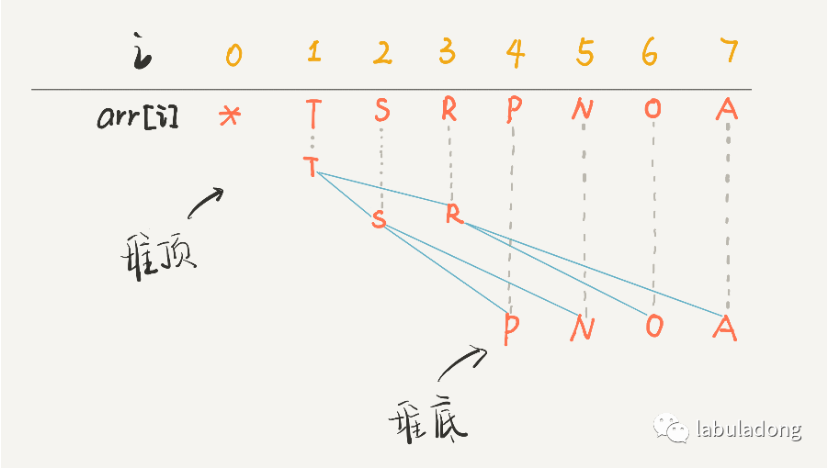 i 0 1 2 3 4 5 6 7
arr[i] * T S R P N O A
T
S R
堆顶
P N O A
堆底
labuladong